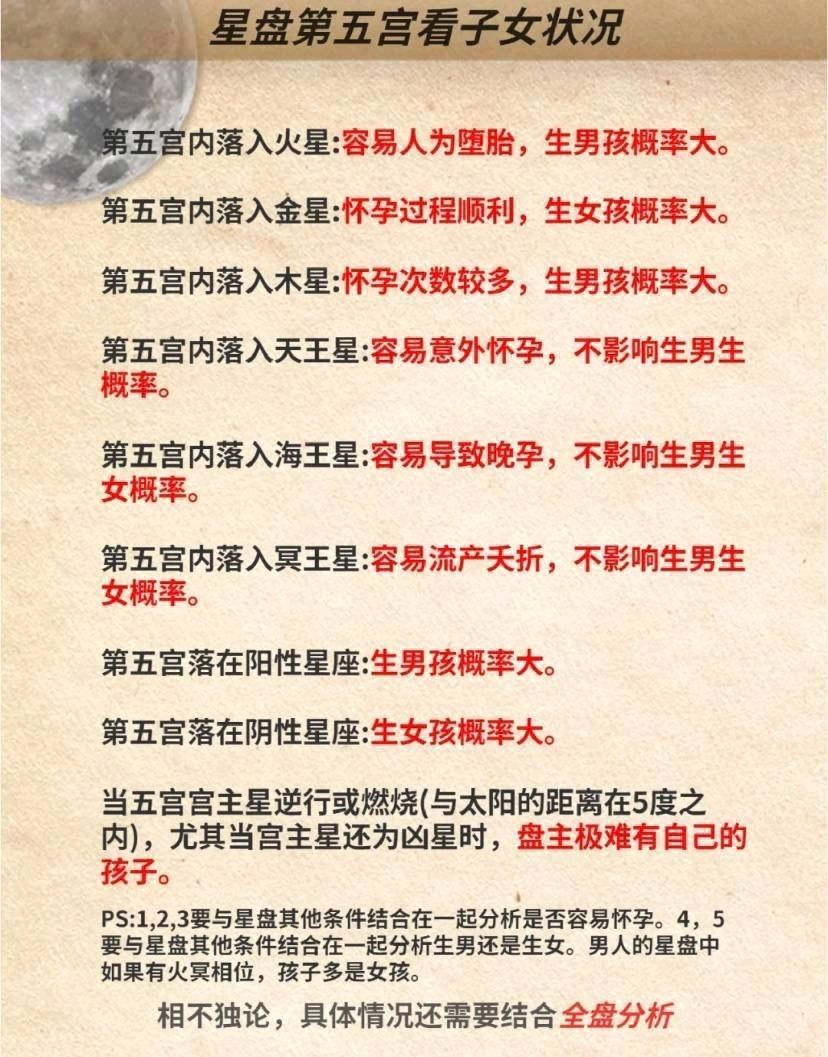 星盘第五宫看子女状况
第五宫内落入火星:容易人为堕胎，生男孩概率大。
第五宫内落入金星:怀孕过程顺利，生女孩概率大。
第五宫内落入木星:怀孕次数较多，生男孩概率大。
第五宫内落入天王星:容易意外怀孕，不影响生男生
概率。
第五宫内落入海王星:容易导致晚孕，不影响生男生
女概率。
第五宫内落入冥王星:容易流产夭折，不影响生男生
女概率。
第五宫落在阳性星座:生男孩概率大。
第五宫落在阴性星座:生女孩概率大。
当五宫宫主星逆行或燃烧(与太阳的距离在5度之
内)，尤其当宫主星还为凶星时，盘主极难有自己的
孩子。
PS:1,2,3要与星盘其他条件结合在一起分析是否容易怀孕。4，5
要与星盘其他条件结合在一起分析生男还是生女。男人的星盘中
如果有火冥相位，孩子多是女孩。
相不独论，具体情况还需要结合全盘分析